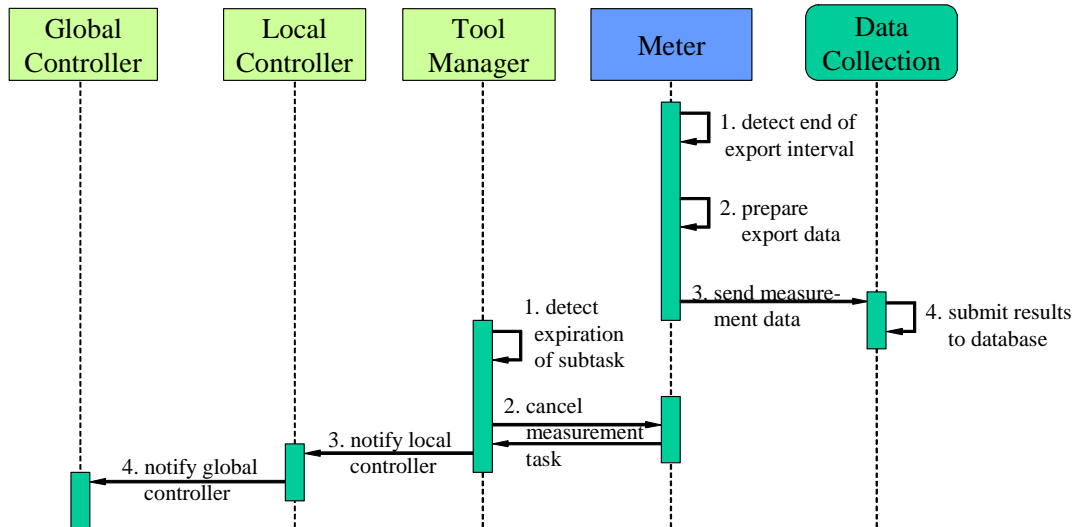 Global
Controller
Local
Controller
Tool
Manager
Meter
Data
Collection
1. detect end of
export interval
2. prepare
export data
3. send measure-
ment data
4. submit results
to database
1. detect
expiration
of subtask
2. cancel
measurement
task
3. notify local
controller
4. notify global
controller